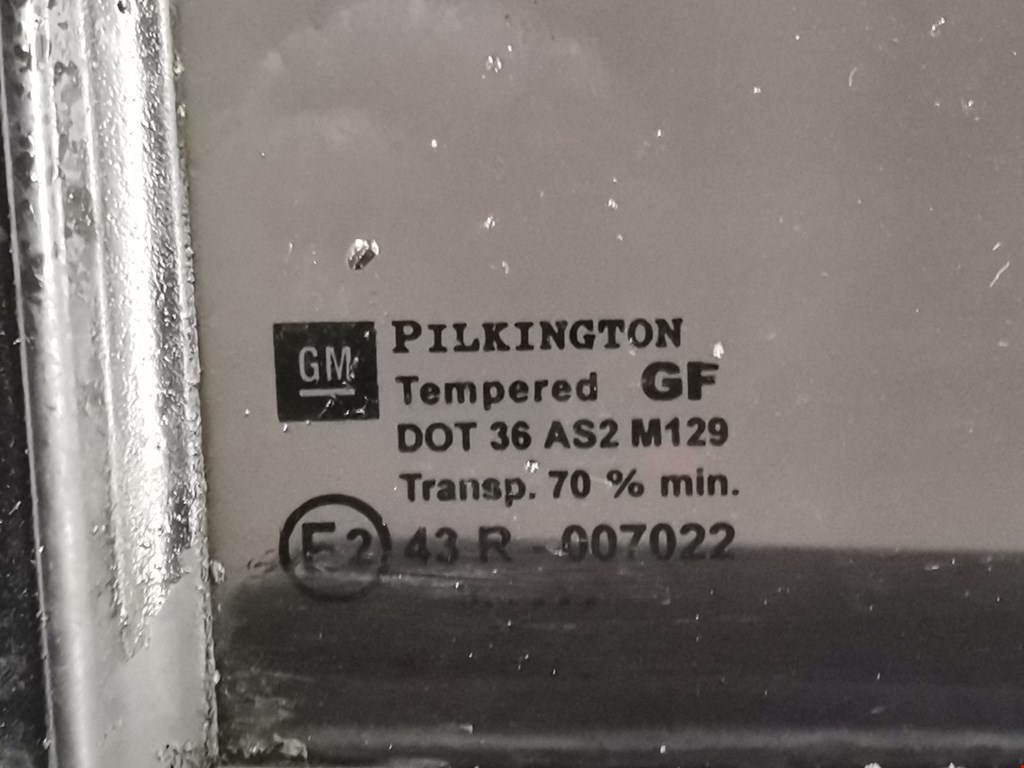 GM
PILKINGTON
Tempered GF
DOT 36 AS2 M129
Transp. 70 % min.
E2 43 R - 007022